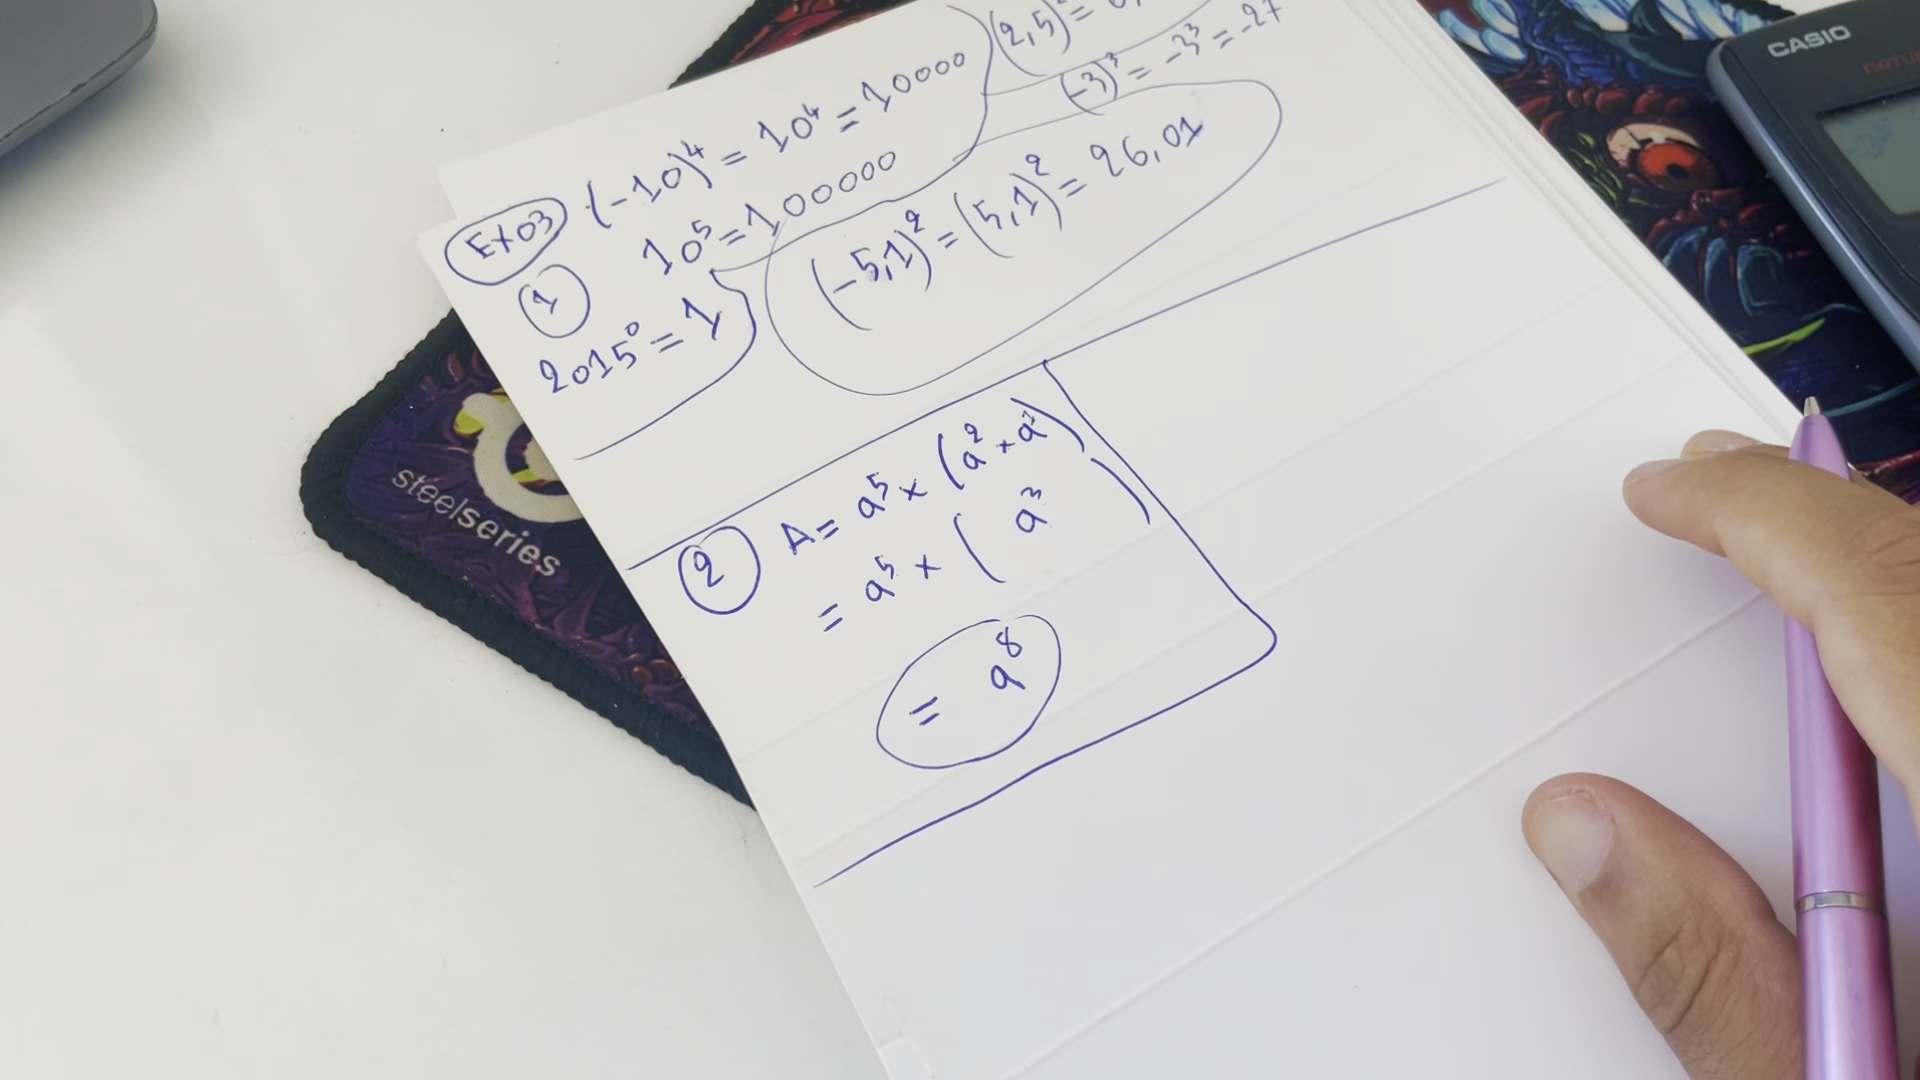 EXO3 (-10)⁴ = 10⁴ = 10000
(2,5)
(-3)³ = -3³ = -27
1
10⁵ = 100000
2015⁰ = 1
(-5,1)² = (5,1)² = 26,01
2 A = a⁵ × (a² × a¹)
= a⁵ × ( a³ )
= a⁸
steelseries
CASIO